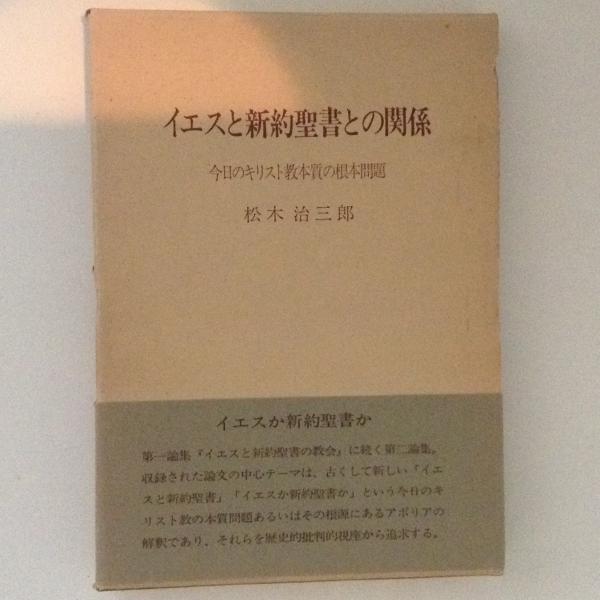 イエスと新約聖書との関係
今日のキリスト教本質の根本問題
松木 治三郎
イエスか新約聖書か
第一論集『イエスと新約聖書の教会』に続く第二論集。
収録された論文の中心テーマは、古くして新しい「イエ
スと新約聖書」「イエスか新約聖書か」という今日のキ
リスト教の本質問題あるいはその根源にあるアポリアの
解釈であり、それらを歴史的批判的視座から追求する。